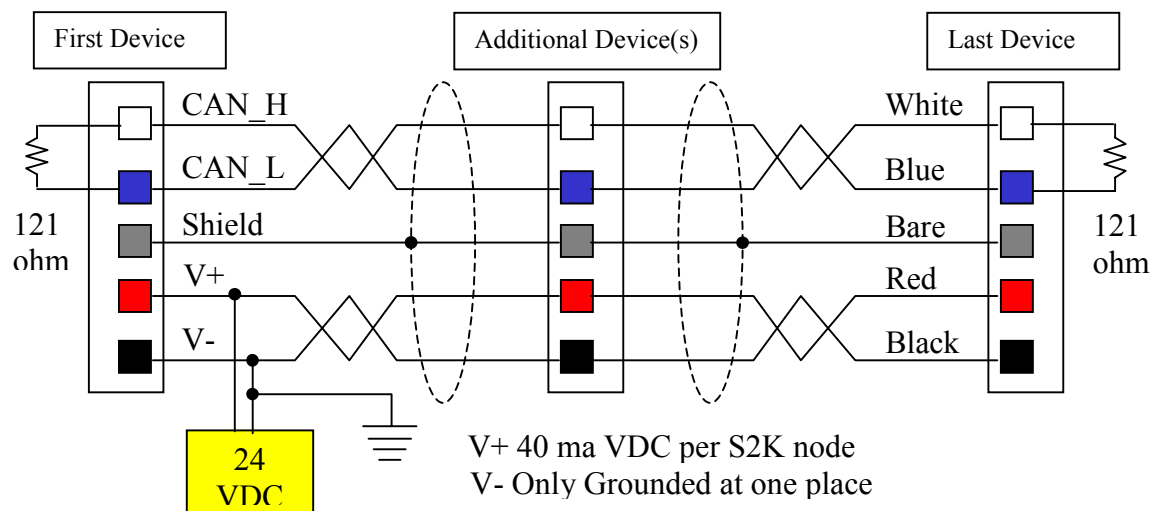 First Device
Additional Device(s)
Last Device
CAN_H
White
CAN_L
Blue
121
ohm
Shield
Bare
121
ohm
V+
Red
V-
Black
24
VDC
V+ 40 ma VDC per S2K node
V- Only Grounded at one place